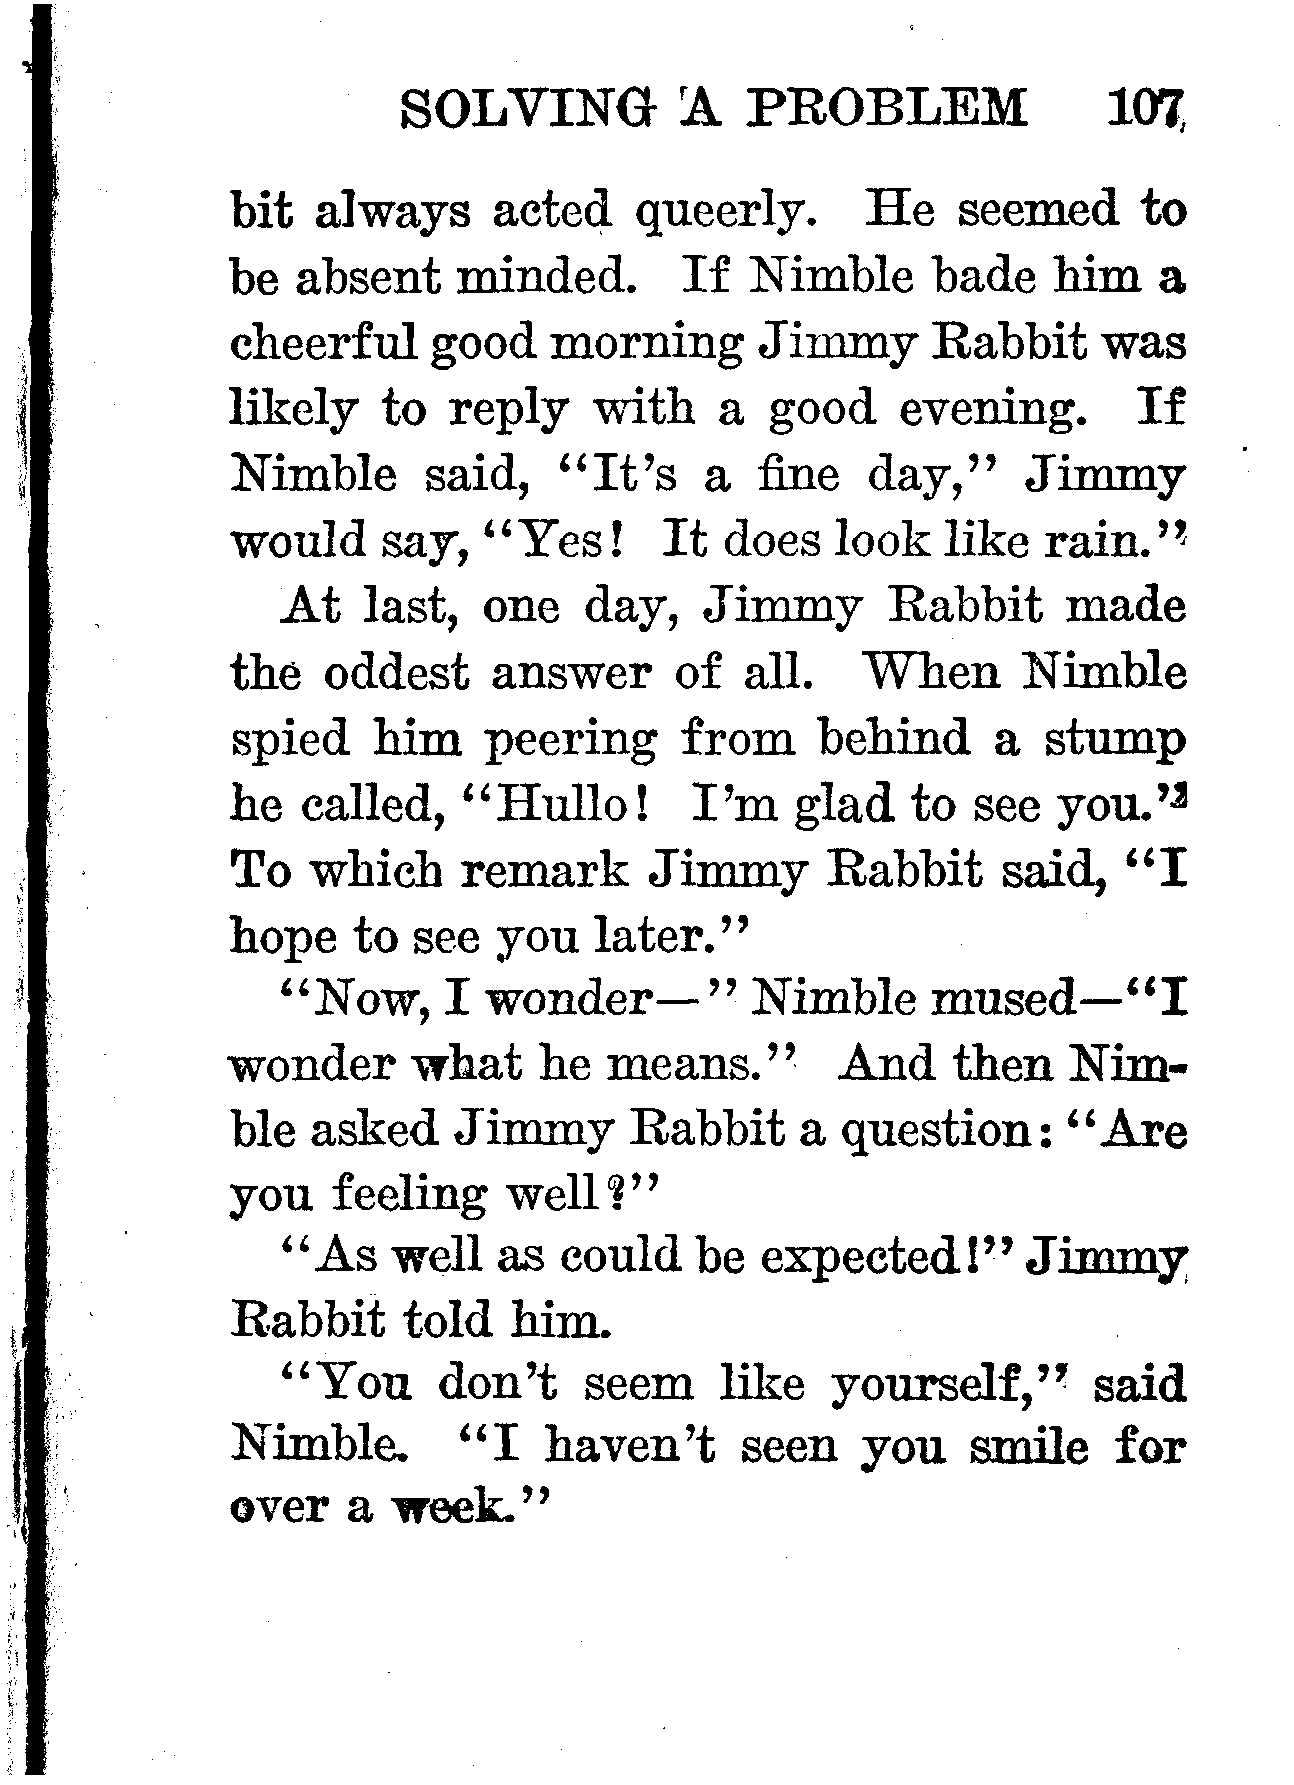 SOLVING A PROBLEM 107
bit always acted queerly. He seemed to
be absent minded. If Nimble bade him a
cheerful good morning Jimmy Rabbit was
likely to reply with a good evening. If
Nimble said, "It's a fine day," Jimmy
would say, "Yes! It does look like rain."
At last, one day, Jimmy Rabbit made
the oddest answer of all. When Nimble
spied him peering from behind a stump
he called, "Hullo! I'm glad to see you."
To which remark Jimmy Rabbit said, "I
hope to see you later."
"Now, I wonder—" Nimble mused—"I
wonder what he means." And then Nim-
ble asked Jimmy Rabbit a question: "Are
you feeling well?"
"As well as could be expected!" Jimmy
Rabbit told him.
"You don't seem like yourself," said
Nimble. "I haven't seen you smile for
over a week."